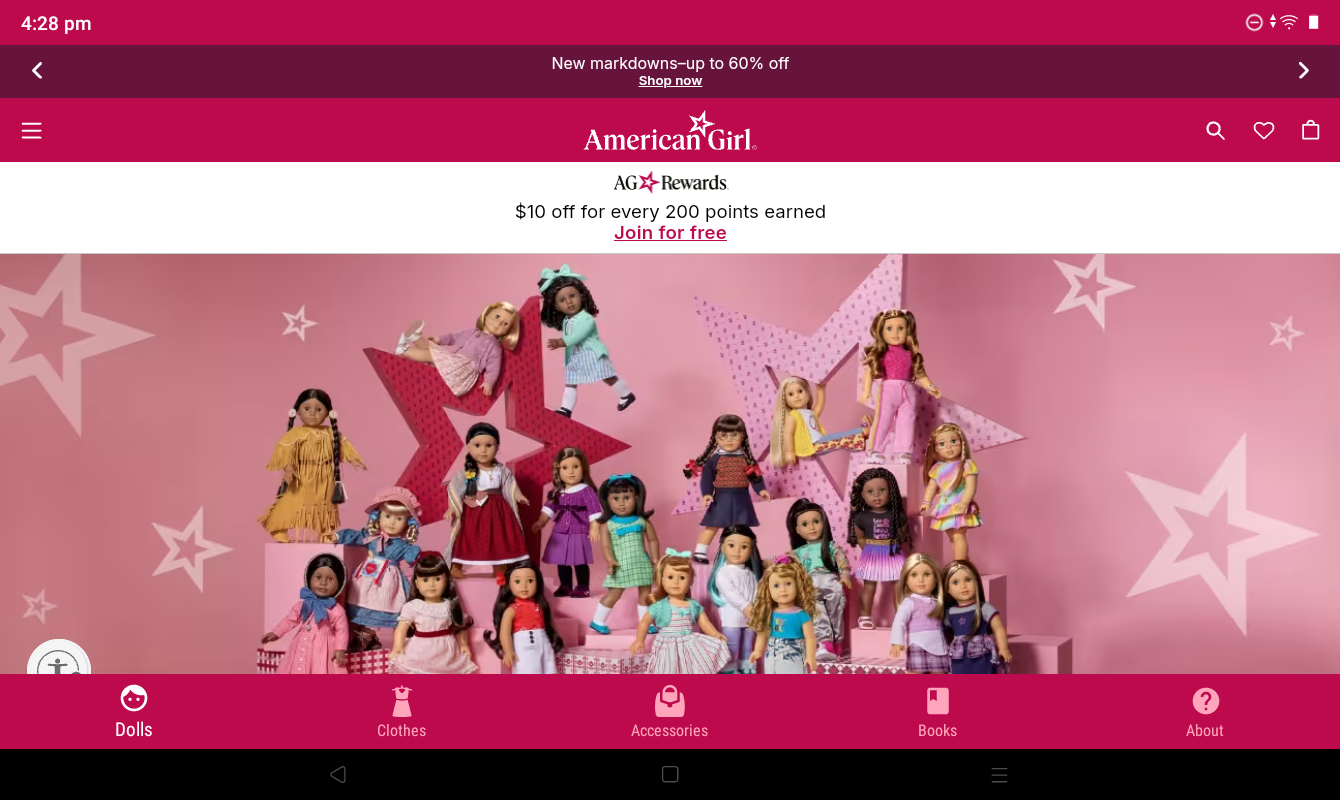 4:28 pm
New markdowns–up to 60% off
Shop now
American Girl®
AG Rewards
$10 off for every 200 points earned
Join for free
Dolls
Clothes
Accessories
Books
About